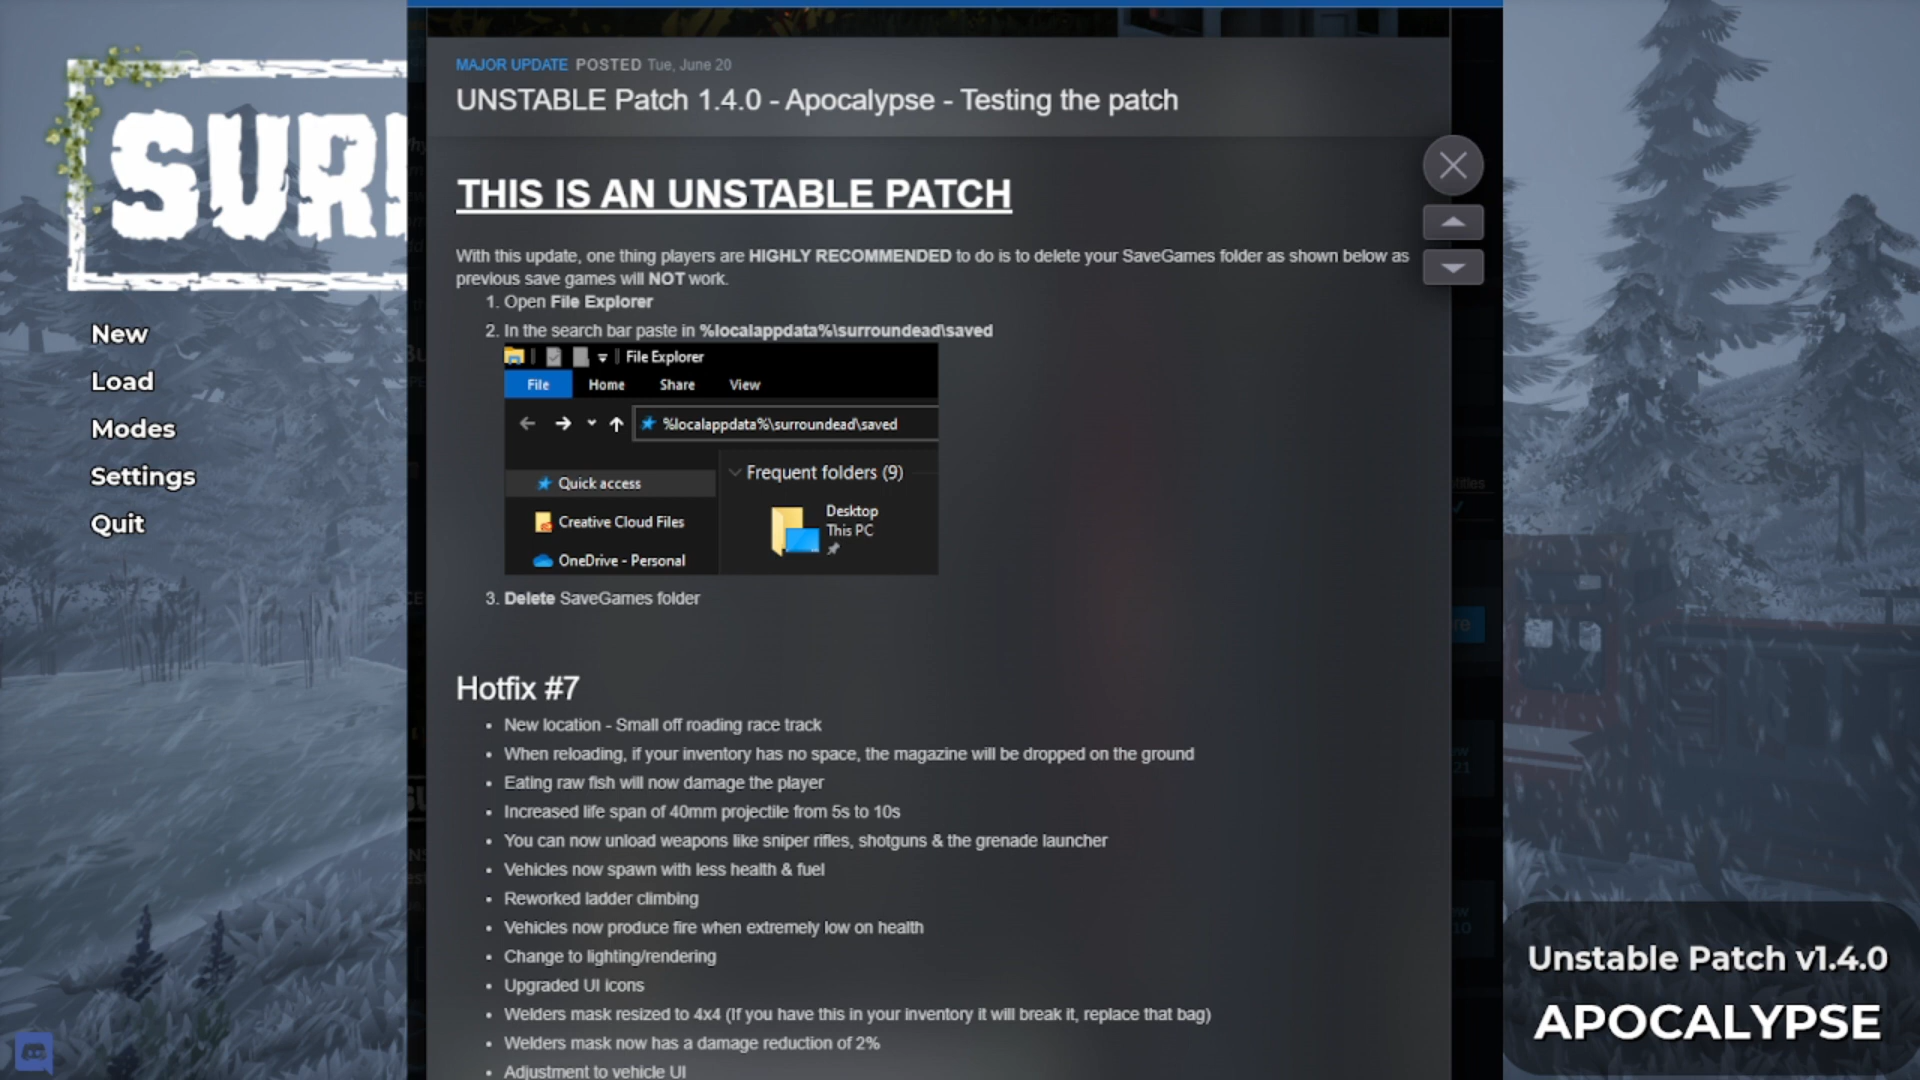 SURR
New
Load
Modes
Settings
Quit
MAJOR UPDATE POSTED Tue, June 20
UNSTABLE Patch 1.4.0 - Apocalypse - Testing the patch
THIS IS AN UNSTABLE PATCH
With this update, one thing players are HIGHLY RECOMMENDED to do is to delete your SaveGames folder as shown below as
previous save games will NOT work.
1. Open File Explorer
2. In the search bar paste in %localappdata%\surroundead\saved
File Explorer
File Home Share View
%localappdata%\surroundead\saved
Quick access
Creative Cloud Files
OneDrive - Personal
Frequent folders (9)
Desktop
This PC
3. Delete SaveGames folder
Hotfix #7
• New location - Small off roading race track
• When reloading, if your inventory has no space, the magazine will be dropped on the ground
• Eating raw fish will now damage the player
• Increased life span of 40mm projectile from 5s to 10s
• You can now unload weapons like sniper rifles, shotguns & the grenade launcher
• Vehicles now spawn with less health & fuel
• Reworked ladder climbing
• Vehicles now produce fire when extremely low on health
• Change to lighting/rendering
• Upgraded UI icons
• Welders mask resized to 4x4 (If you have this in your inventory it will break it, replace that bag)
• Welders mask now has a damage reduction of 2%
• Adjustment to vehicle UI
Unstable Patch v1.4.0
APOCALYPSE